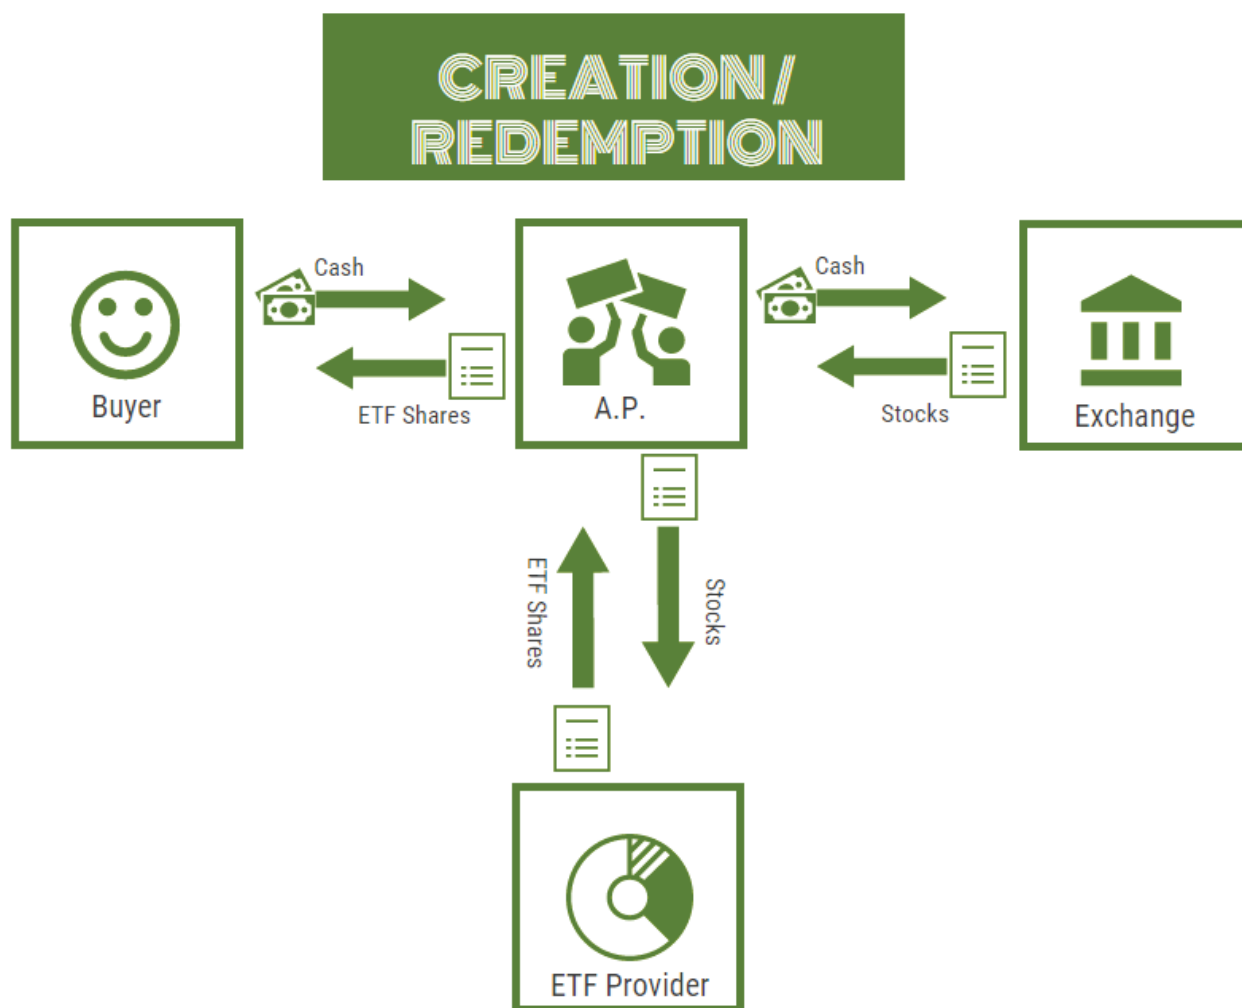 CREATION/
REDEMPTION
Cash
Cash
Buyer
ETF Shares
A.P.
Stocks
Exchange
ETF Shares
Stocks
ETF Provider